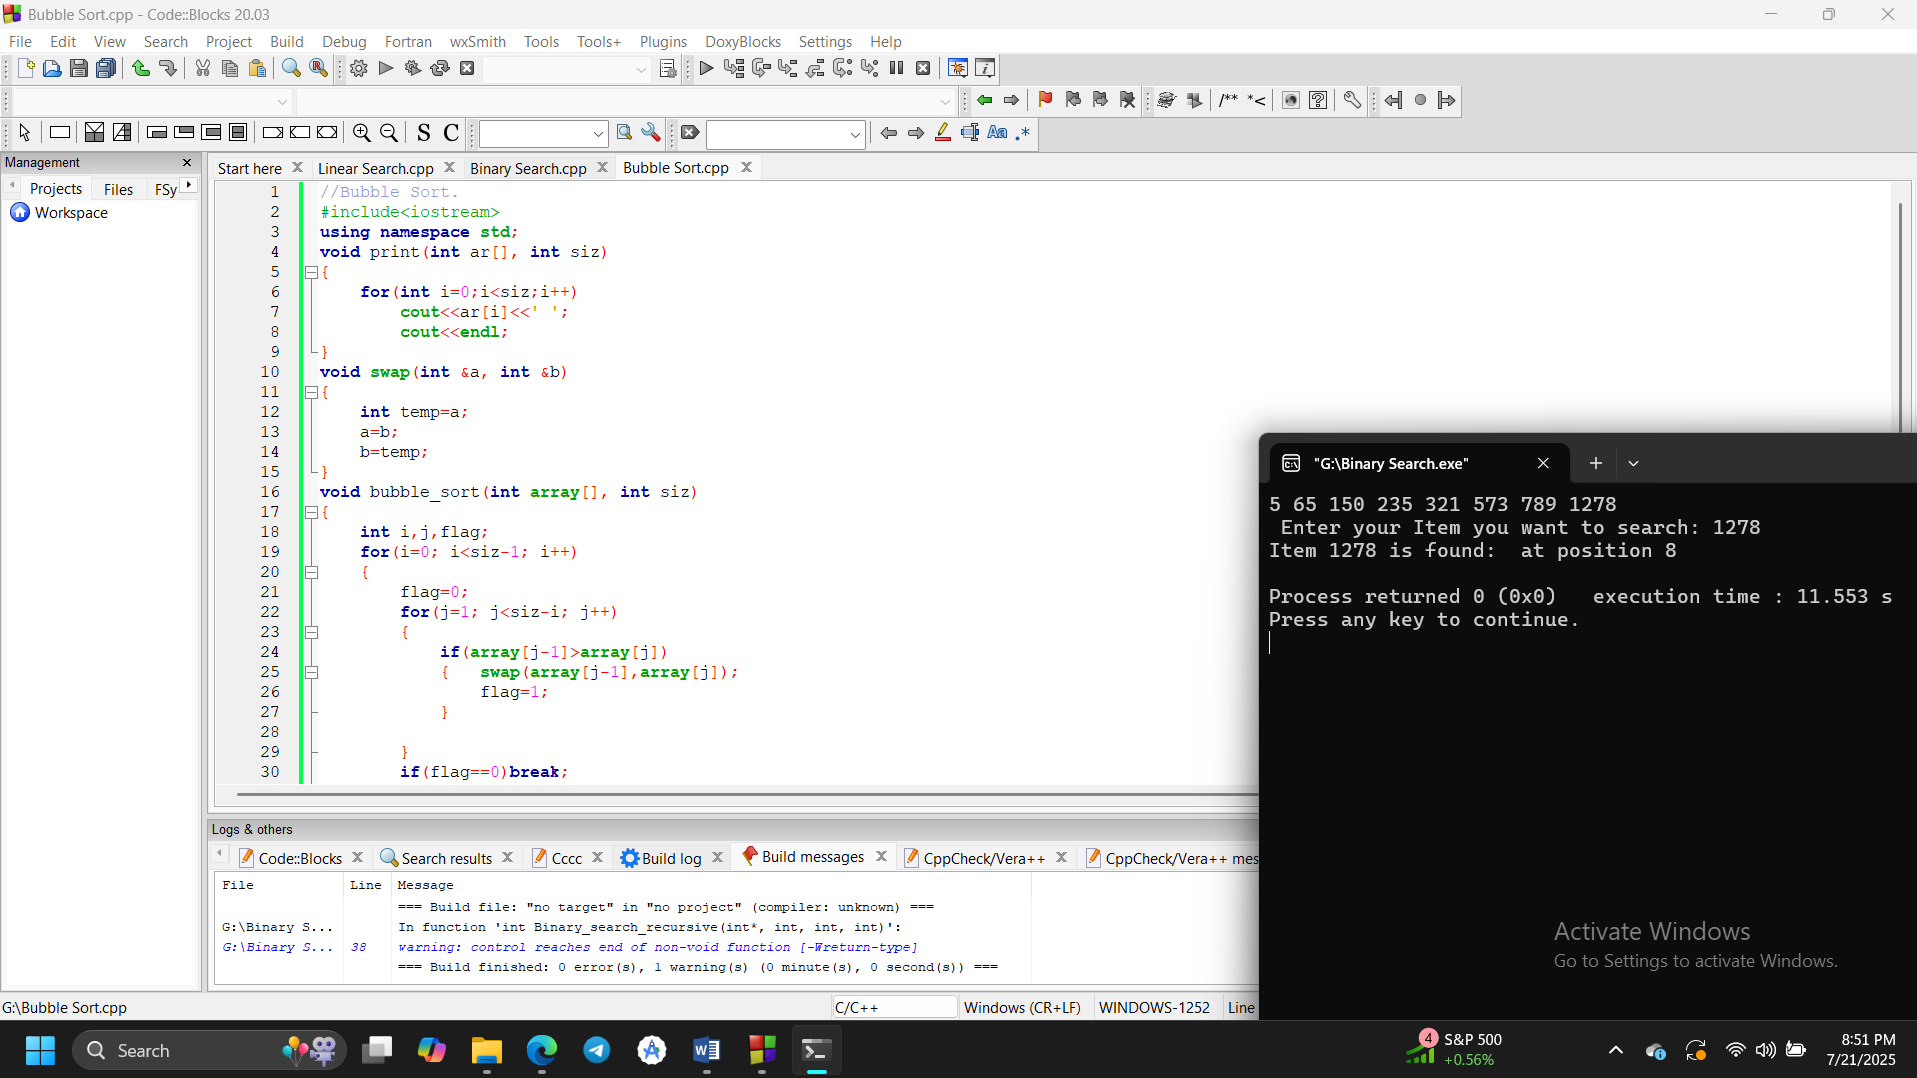 Bubble Sort.cpp - Code::Blocks 20.03
File Edit View Search Project Build Debug Fortran wxSmith Tools Tools+ Plugins DoxyBlocks Settings Help
/** *<
S C
Aa .*
Management
Projects Files FSy
Workspace
Start here Linear Search.cpp Binary Search.cpp Bubble Sort.cpp
1 //Bubble Sort.
2 #include<iostream>
3 using namespace std;
4 void print(int ar[], int siz)
5 {
6 for(int i=0;i<siz;i++)
7 cout<<ar[i]<<' ';
8 cout<<endl;
9 }
10 void swap(int &a, int &b)
11 {
12 int temp=a;
13 a=b;
14 b=temp;
15 }
16 void bubble_sort(int array[], int siz)
17 {
18 int i,j,flag;
19 for(i=0; i<siz-1; i++)
20 {
21 flag=0;
22 for(j=1; j<siz-i; j++)
23 {
24 if(array[j-1]>array[j])
25 { swap(array[j-1],array[j]);
26 flag=1;
27 }
28
29 }
30 if(flag==0)break;
"G:\Binary Search.exe"
5 65 150 235 321 573 789 1278
Enter your Item you want to search: 1278
Item 1278 is found:  at position 8
Process returned 0 (0x0)   execution time : 11.553 s
Press any key to continue.
Logs & others
Code::Blocks Search results Cccc Build log Build messages CppCheck/Vera++ CppCheck/Vera++ mes
File Line Message
=== Build file: "no target" in "no project" (compiler: unknown) ===
G:\Binary S... In function 'int Binary_search_recursive(int*, int, int, int)':
G:\Binary S... 38 warning: control reaches end of non-void function [-Wreturn-type]
=== Build finished: 0 error(s), 1 warning(s) (0 minute(s), 0 second(s)) ===
Activate Windows
Go to Settings to activate Windows.
G:\Bubble Sort.cpp C/C++ Windows (CR+LF) WINDOWS-1252 Line
Search
4
S&P 500
+0.56%
8:51 PM
7/21/2025